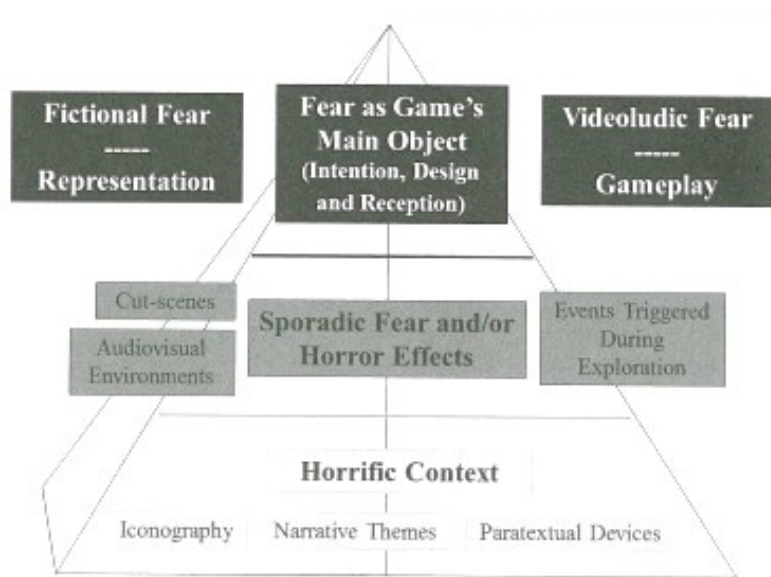 Fictional Fear
-----
Representation
Fear as Game's
Main Object
(Intention, Design
and Reception)
Videoludic Fear
-----
Gameplay
Cut-scenes
Audiovisual
Environments
Sporadic Fear and/or
Horror Effects
Events Triggered
During
Exploration
Horrific Context
Iconography
Narrative Themes
Paratextual Devices